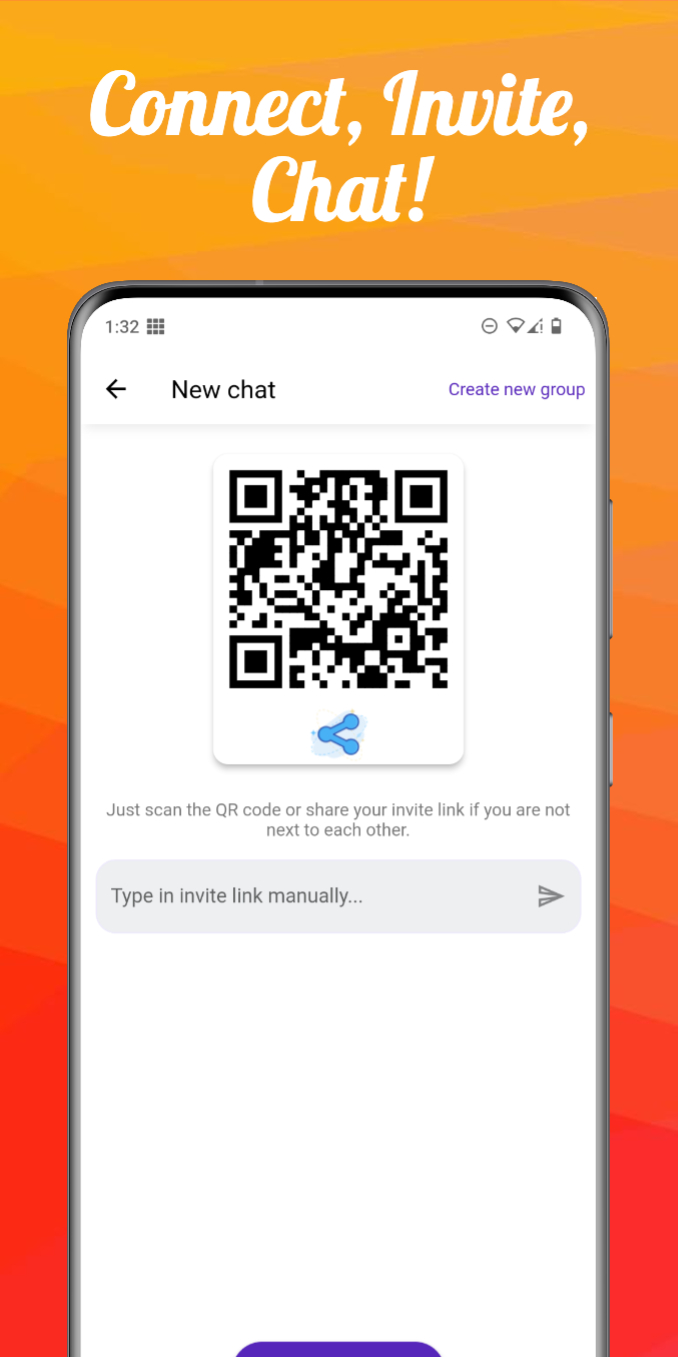 Connect, Invite,
Chat!
1:32
New chat
Create new group
Just scan the QR code or share your invite link if you are not
next to each other.
Type in invite link manually...